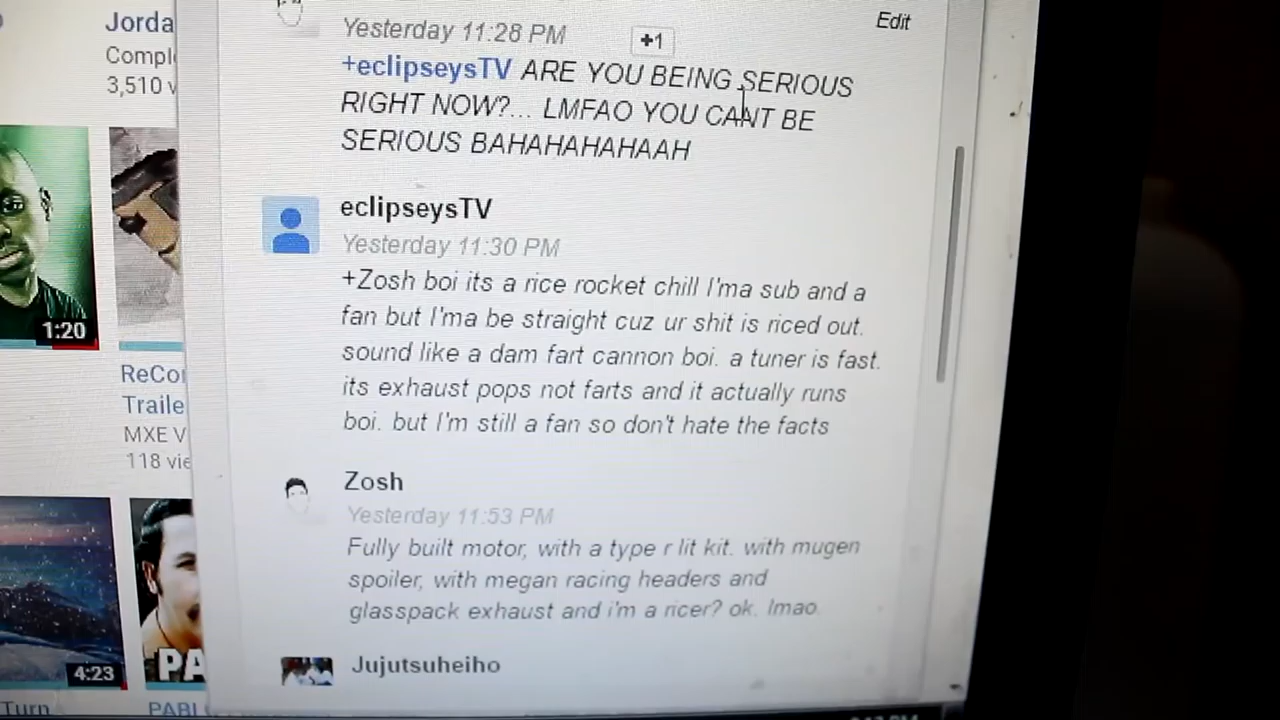 Jorda
Compl
3,510 v
1:20
ReCo
Traile
MXE V
118 vie
4:23
PA
Turn
PABL
Edit
Yesterday 11:28 PM
+1
+eclipseysTV ARE YOU BEING SERIOUS
RIGHT NOW?... LMFAO YOU CANT BE
SERIOUS BAHAHAHAHAAH
eclipseysTV
Yesterday 11:30 PM
+Zosh boi its a rice rocket chill I'ma sub and a
fan but I'ma be straight cuz ur shit is riced out.
sound like a dam fart cannon boi. a tuner is fast.
its exhaust pops not farts and it actually runs
boi. but I'm still a fan so don't hate the facts
Zosh
Yesterday 11:53 PM
Fully built motor, with a type r lit kit. with mugen
spoiler, with megan racing headers and
glasspack exhaust and i'm a ricer? ok. lmao.
Jujutsuheiho